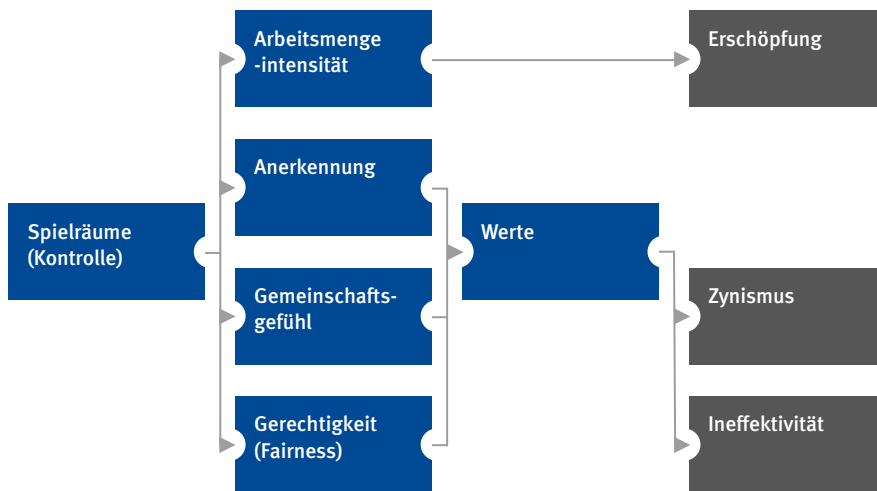 Arbeitsmenge
-intensität
Erschöpfung
Anerkennung
Spielräume
(Kontrolle)
Werte
Gemeinschafts-
gefühl
Zynismus
Gerechtigkeit
(Fairness)
Ineffektivität